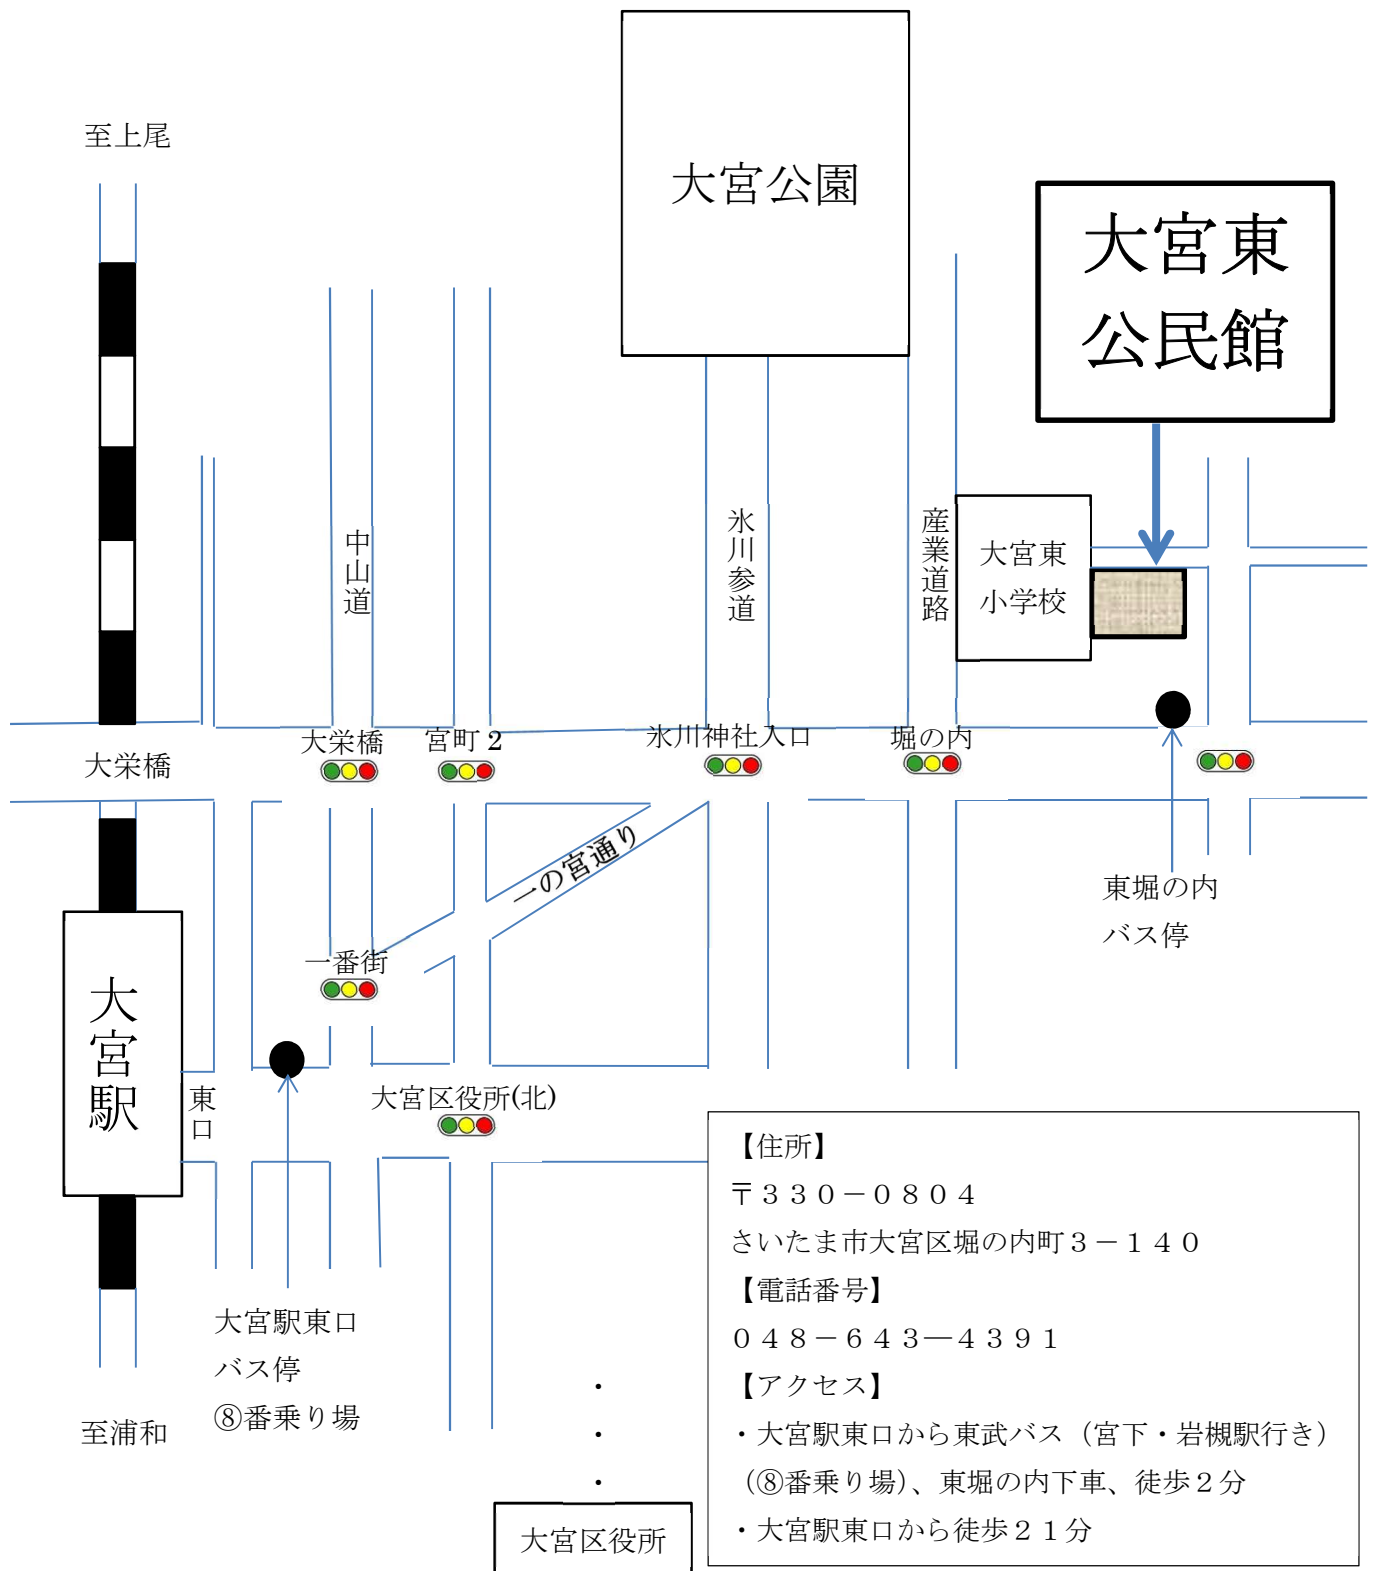 至上尾
大宮公園
大宮東
公民館
中山道
氷川参道
産業道路
大宮東
小学校
大栄橋
大栄橋
宮町2
氷川神社入口
堀の内
一の宮通り
東堀の内
バス停
一番街
大宮駅
東口
大宮区役所(北)
大宮駅東口
バス停
⑧番乗り場
至浦和
・
・
・
大宮区役所
【住所】
〒330-0804
さいたま市大宮区堀の内町3-140
【電話番号】
048-643―4391
【アクセス】
・大宮駅東口から東武バス(宮下・岩槻駅行き)
(⑧番乗り場)、東堀の内下車、徒歩2分
・大宮駅東口から徒歩21分